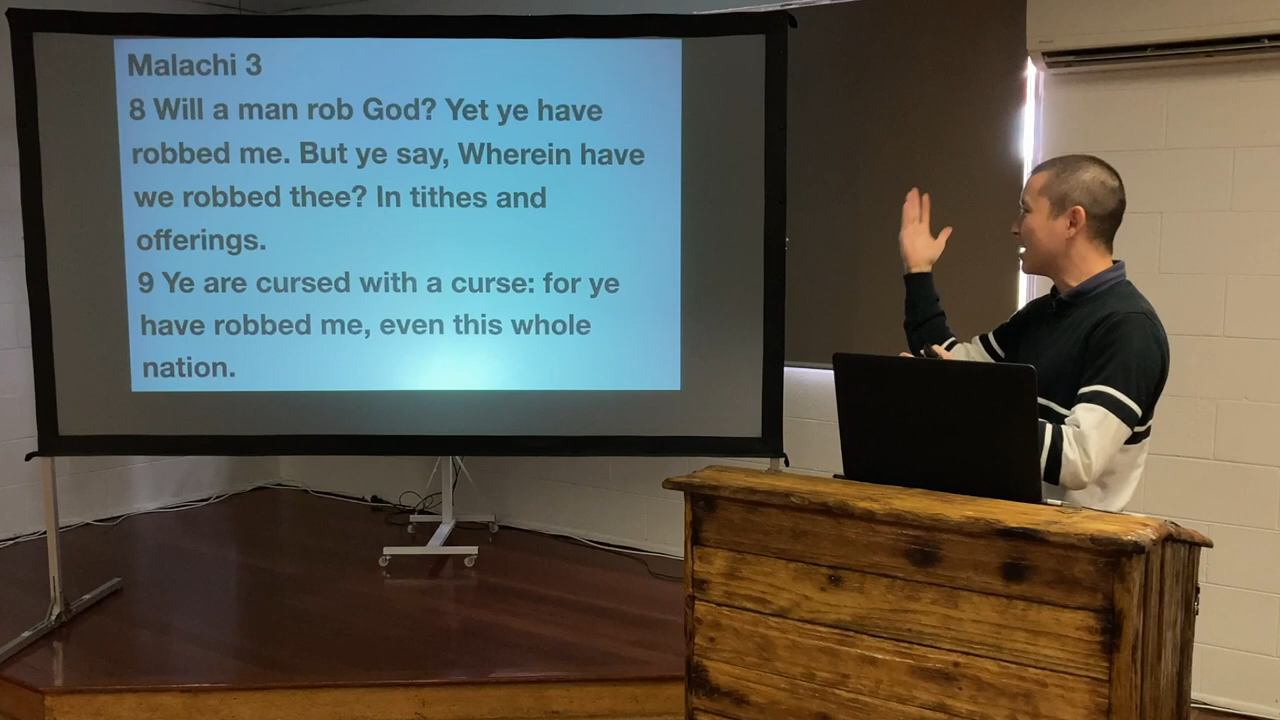 Malachi 3
8 Will a man rob God? Yet ye have
robbed me. But ye say, Wherein have
we robbed thee? In tithes and
offerings.
9 Ye are cursed with a curse: for ye
have robbed me, even this whole
nation.